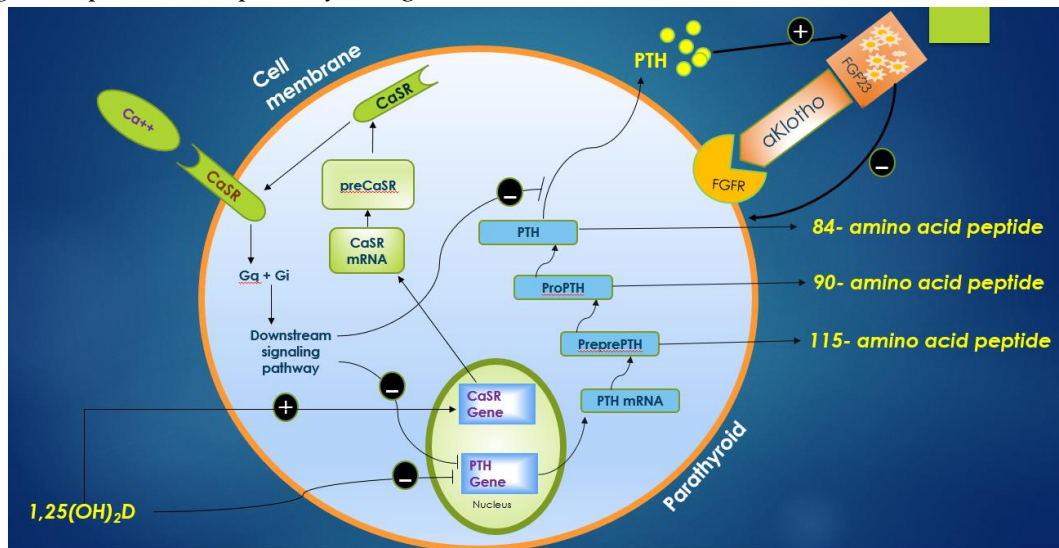 Cell
membrane
Ca++
CaSR
CaSR
preCaSR
CaSR
mRNA
Gq + Gi
Downstream
signaling
pathway
+
-
-
-
1,25(OH)₂D
CaSR
Gene
PTH
Gene
Nucleus
PTH mRNA
PreprePTH
ProPTH
PTH
PTH
+
FGF23
αKlotho
FGFR
-
84- amino acid peptide
90- amino acid peptide
115- amino acid peptide
Parathyroid